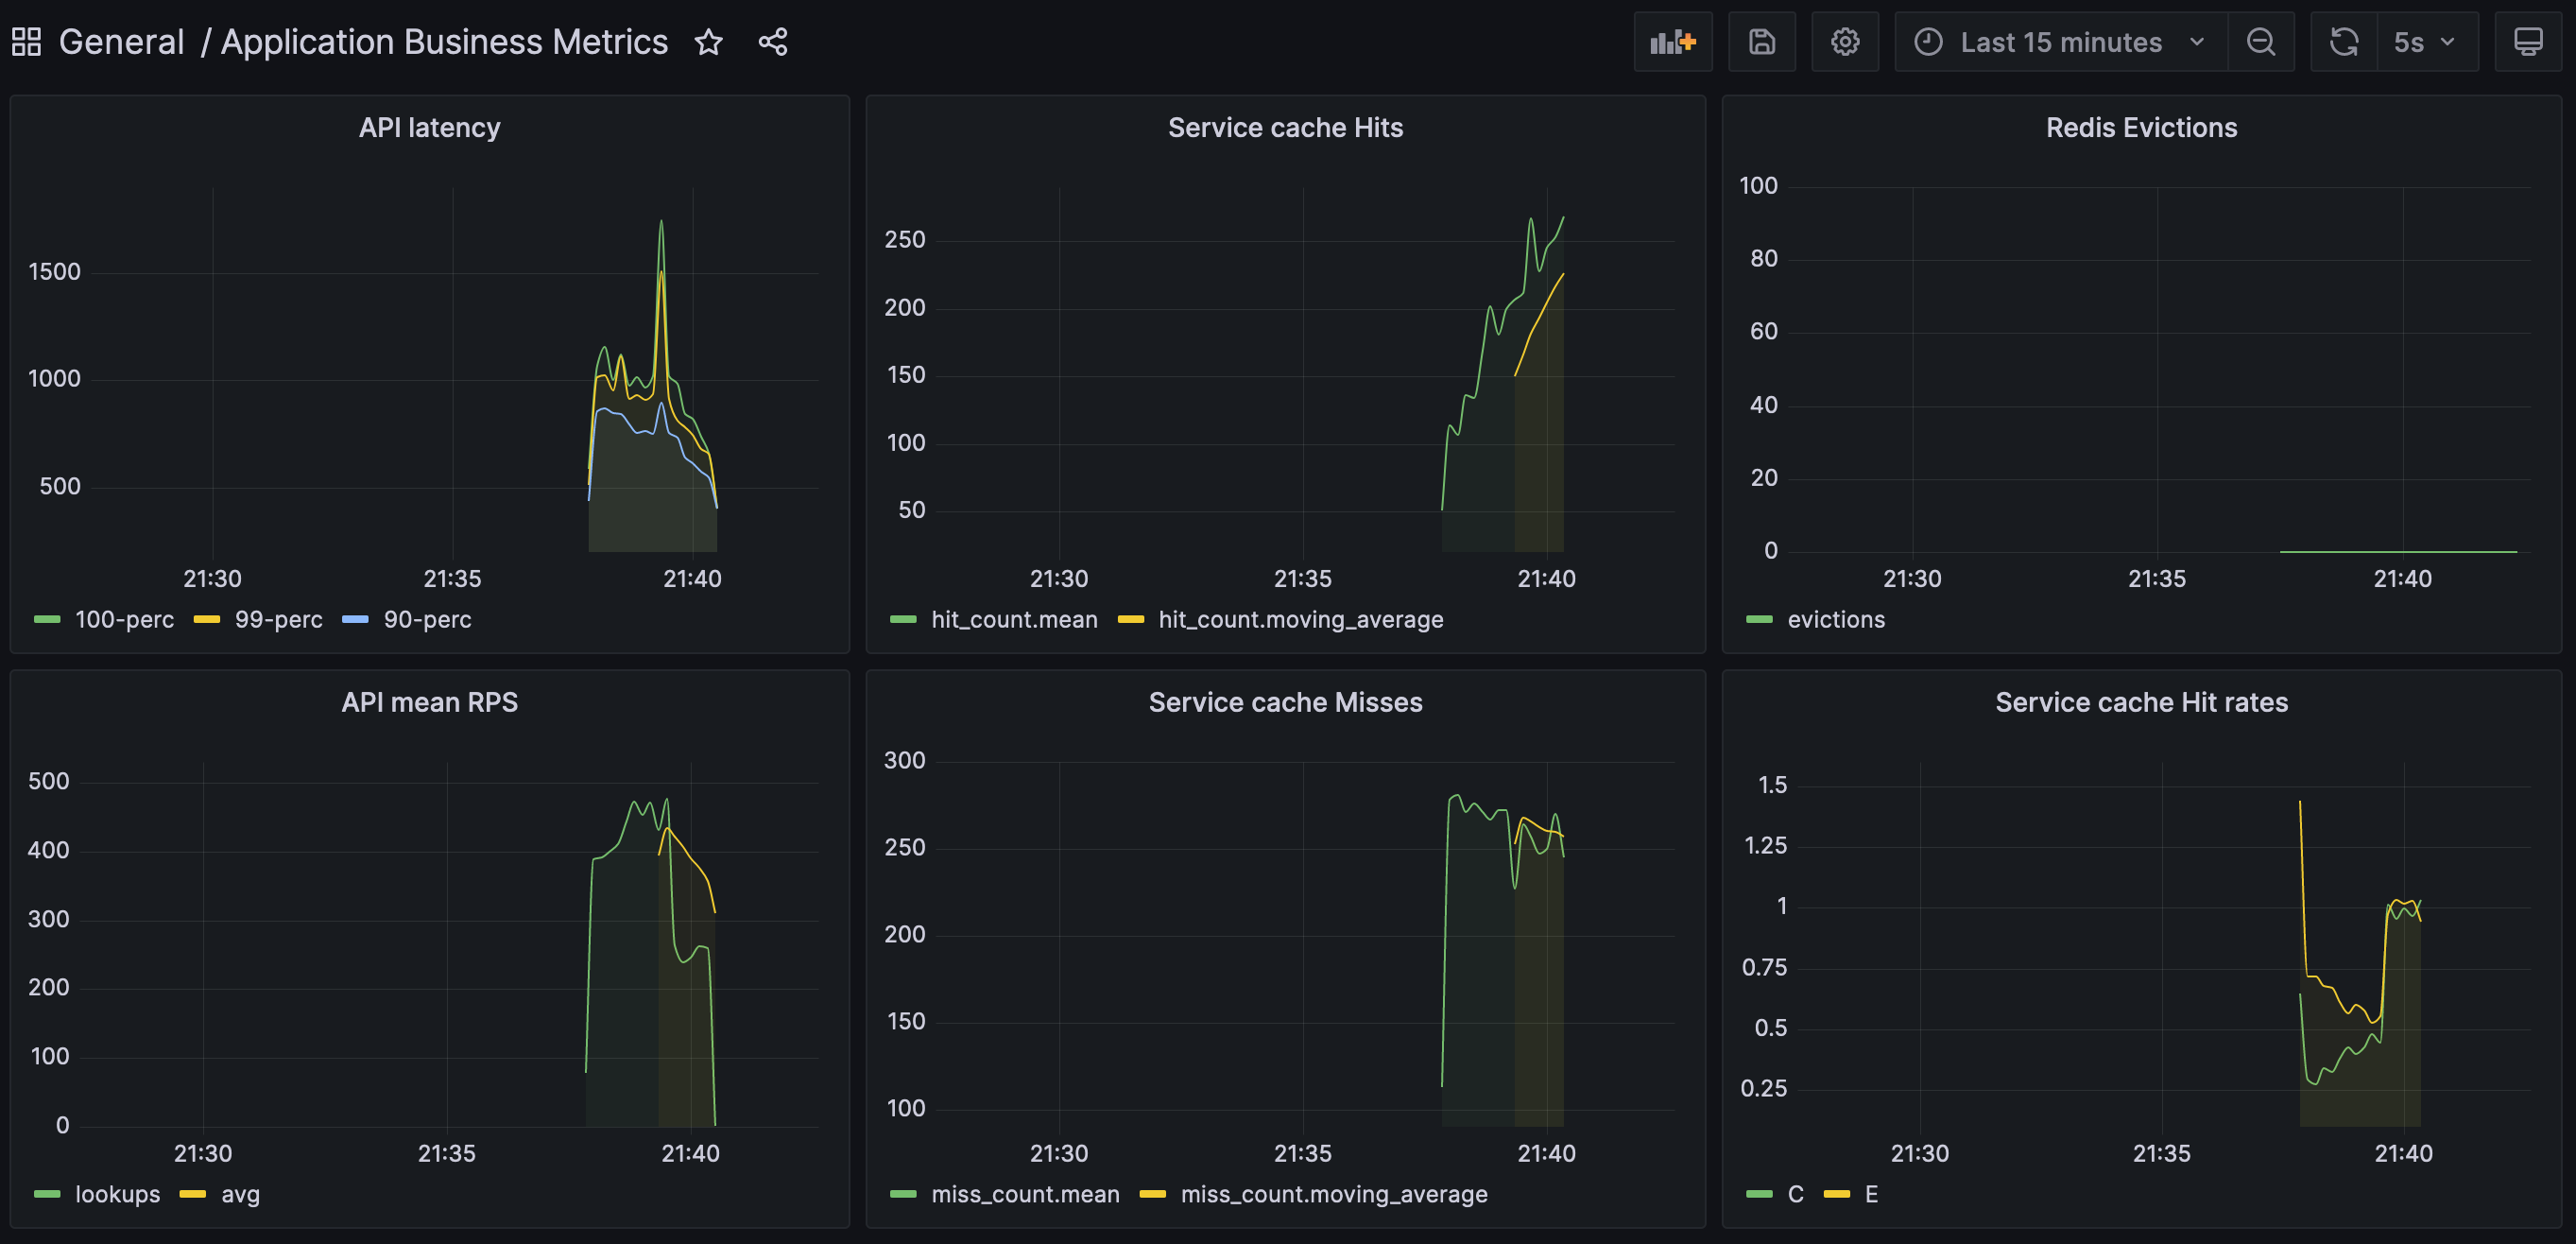 General / Application Business Metrics
Last 15 minutes
5s
API latency
1500
1000
500
21:30 21:35 21:40
100-perc 99-perc 90-perc
Service cache Hits
250
200
150
100
50
21:30 21:35 21:40
hit_count.mean hit_count.moving_average
Redis Evictions
100
80
60
40
20
0
21:30 21:35 21:40
evictions
API mean RPS
500
400
300
200
100
0
21:30 21:35 21:40
lookups avg
Service cache Misses
300
250
200
150
100
21:30 21:35 21:40
miss_count.mean miss_count.moving_average
Service cache Hit rates
1.5
1.25
1
0.75
0.5
0.25
21:30 21:35 21:40
C E